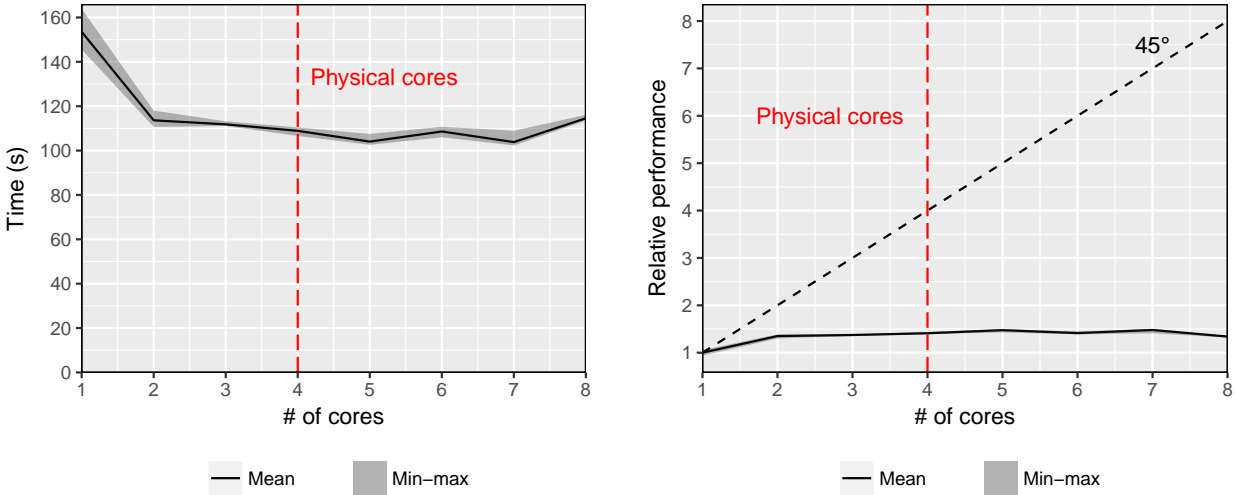 160
140
120
100
80
60
40
20
0
Time (s)
Physical cores
1 2 3 4 5 6 7 8
# of cores
Mean Min−max
8
7
6
5
4
3
2
1
Relative performance
45°
Physical cores
1 2 3 4 5 6 7 8
# of cores
Mean Min−max